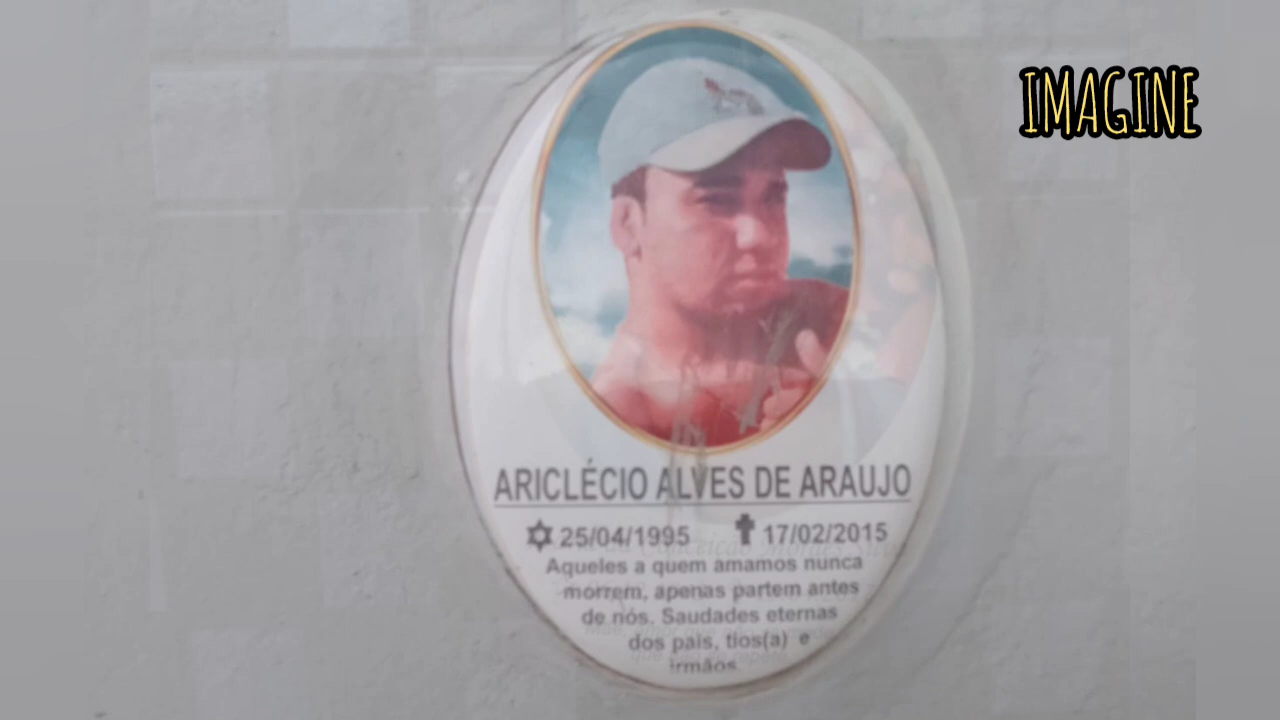 IMAGINE
ARICLÉCIO ALVES DE ARAUJO
25/04/1995 17/02/2015
Aqueles a quem amamos nunca
morrem, apenas partem antes
de nós. Saudades eternas
dos pais, tios(a) e
irmãos.